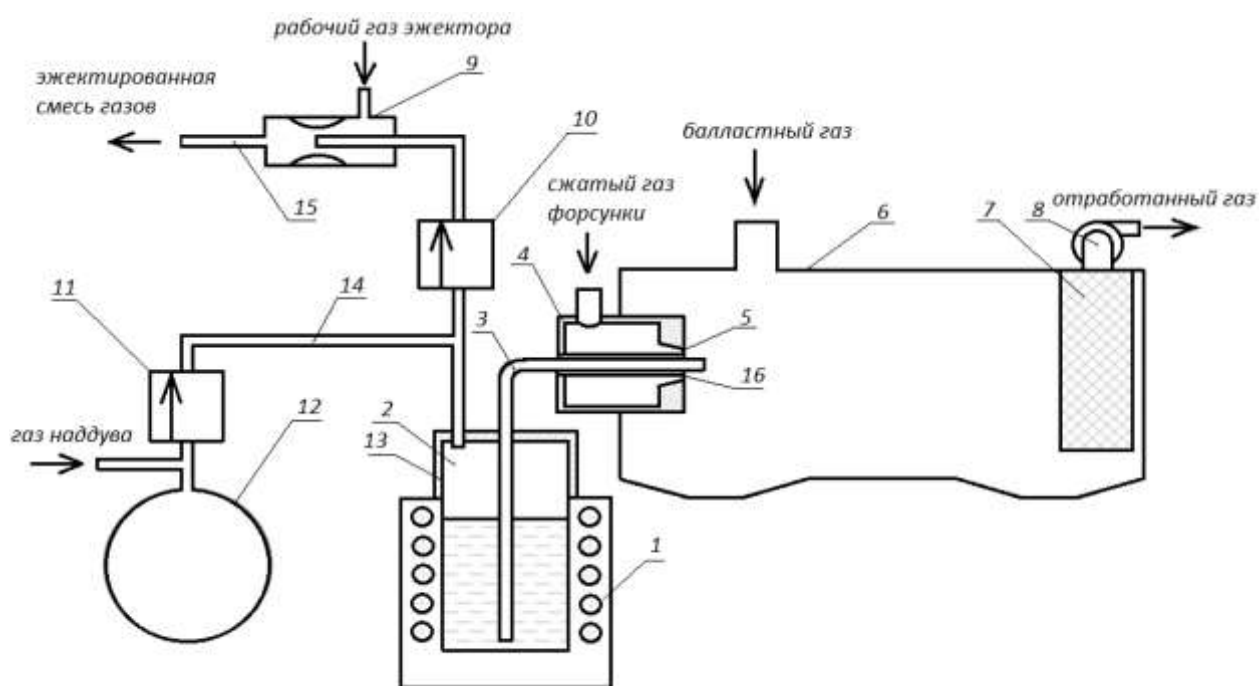 рабочий газ эжектора
эжектированная
смесь газов
9
10
15
балластный газ
сжатый газ
форсунки
отработанный газ
6
7
8
4
11
14
3
5
16
12
2
13
газ наддува
1